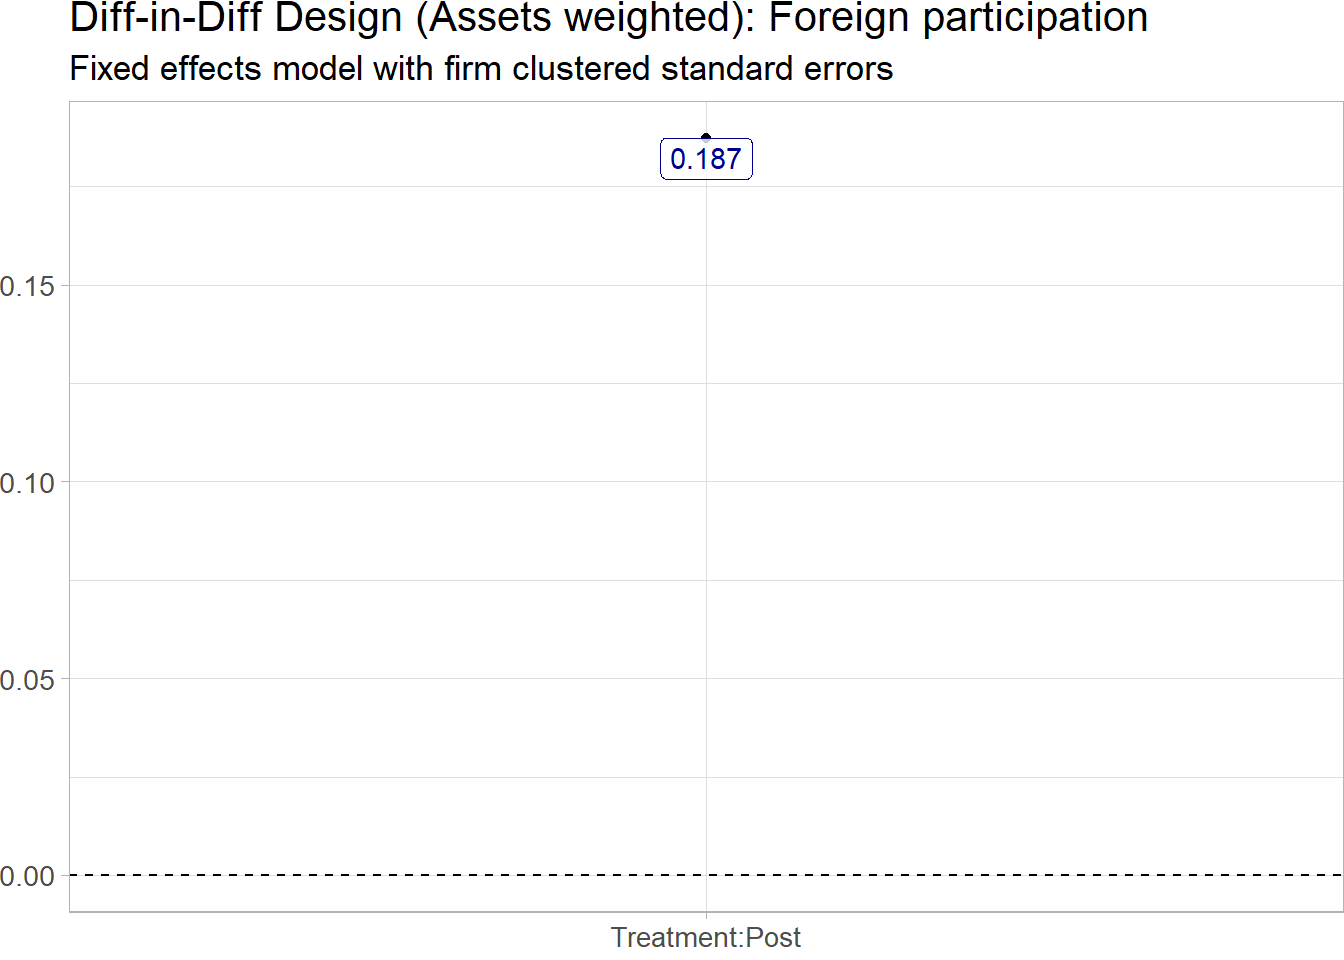 Diff-in-Diff Design (Assets weighted): Foreign participation
Fixed effects model with firm clustered standard errors
0.187
0.15
0.10
0.05
0.00
Treatment:Post